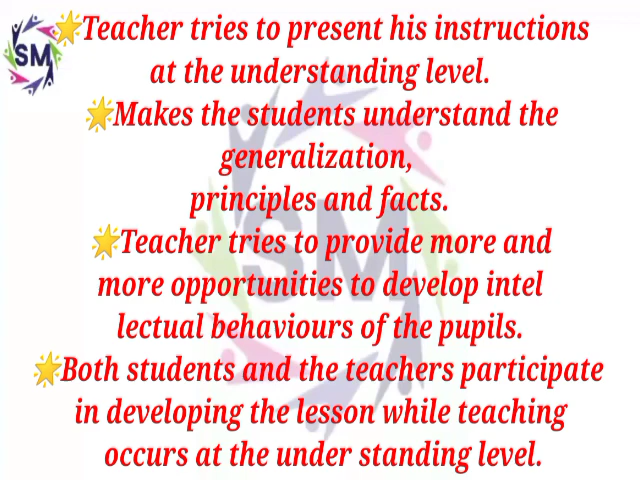 SM
🌟Teacher tries to present his instructions
at the understanding level.
🌟Makes the students understand the
generalization,
principles and facts.
🌟Teacher tries to provide more and
more opportunities to develop intel
lectual behaviours of the pupils.
🌟Both students and the teachers participate
in developing the lesson while teaching
occurs at the under standing level.
SM